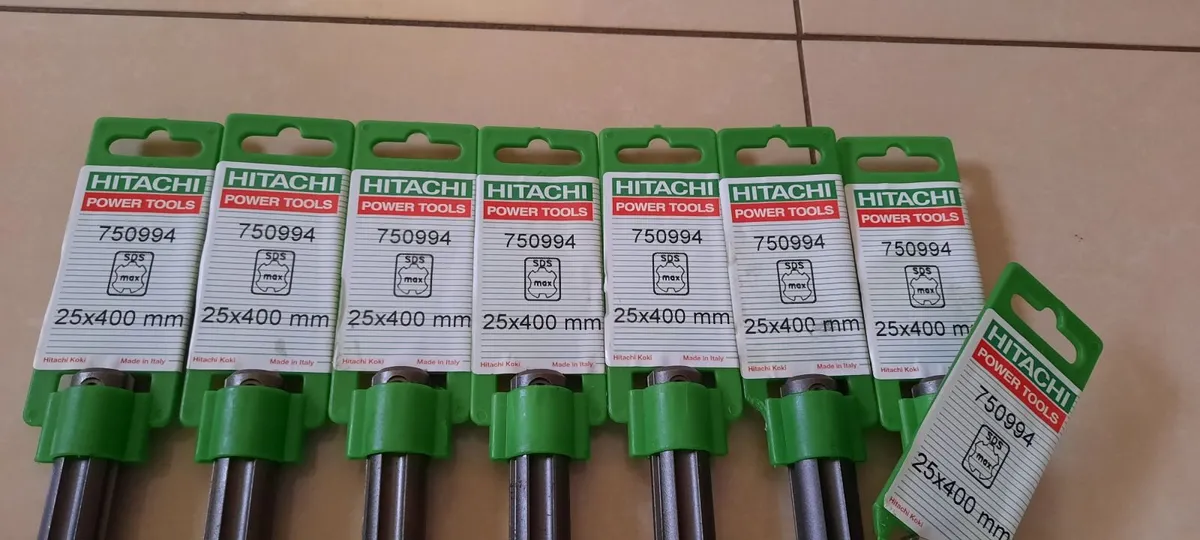 HITACHI
POWER TOOLS
750994
SDS
max
25x400 mm
Hitachi Koki Made in Italy
HITACHI
POWER TOOLS
750994
SDS
max
25x400 mm
Hitachi Koki Made in Italy
HITACHI
POWER TOOLS
750994
SDS
max
25x400 mm
Hitachi Koki Made in Italy
HITACHI
POWER TOOLS
750994
SDS
max
25x400 mm
Hitachi Koki Made in Italy
HITACHI
POWER TOOLS
750994
SDS
max
25x400 mm
Hitachi Koki Made in Italy
HITACHI
POWER TOOLS
750994
SDS
max
25x400 mm
Hitachi Koki Made in Italy
HITACHI
POWER TOOLS
750994
SDS
max
25x400 m
Hitachi Koki
HITACHI
POWER TOOLS
750994
SDS
max
25x400 mm
Hitachi Koki